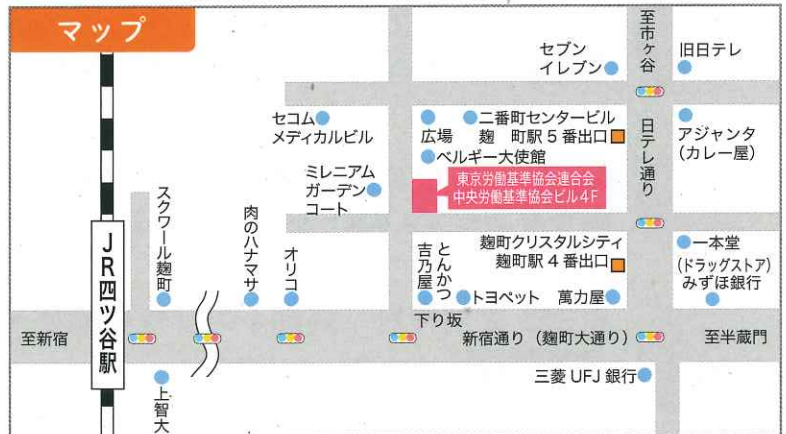 マップ
至市ヶ谷
セブン
イレブン
旧日テレ
セコム
メディカルビル
広場
二番町センタービル
麹町駅5番出口
ベルギー大使館
日テレ通り
アジャンタ
(カレー屋)
ミレニアム
ガーデン
コート
東京労働基準協会連合会
中央労働基準協会ビル4F
スクワール麹町
肉のハナマサ
オリコ
JR四ツ谷駅
とんかつ
吉乃屋
麹町クリスタルシティ
麹町駅4番出口
一本堂
(ドラッグストア)
みずほ銀行
トヨペット
萬力屋
下り坂
至新宿
新宿通り(麹町大通り)
至半蔵門
三菱UFJ銀行
上智大